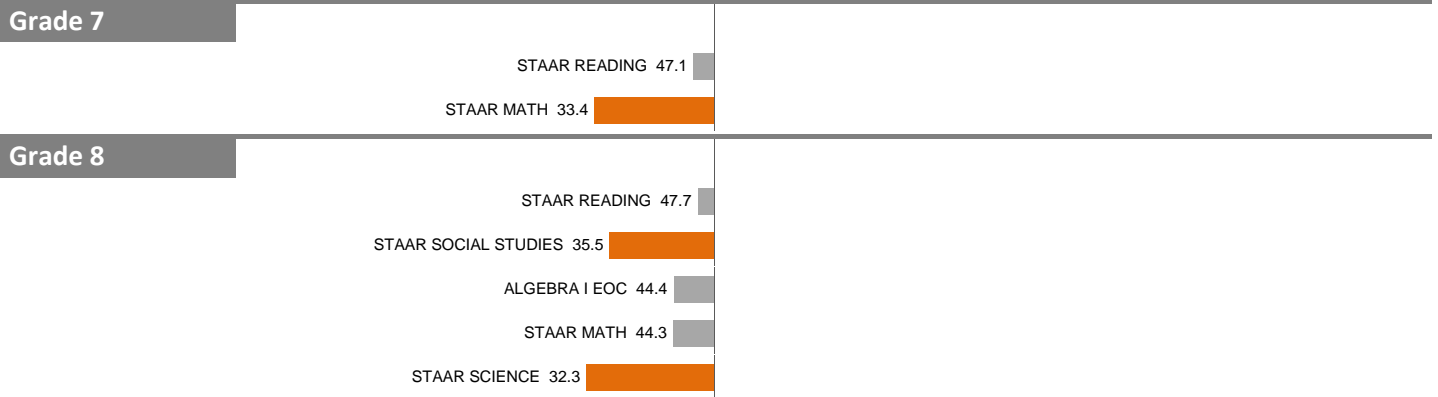 Grade 7
STAAR READING 47.1
STAAR MATH 33.4
Grade 8
STAAR READING 47.7
STAAR SOCIAL STUDIES 35.5
ALGEBRA I EOC 44.4
STAAR MATH 44.3
STAAR SCIENCE 32.3